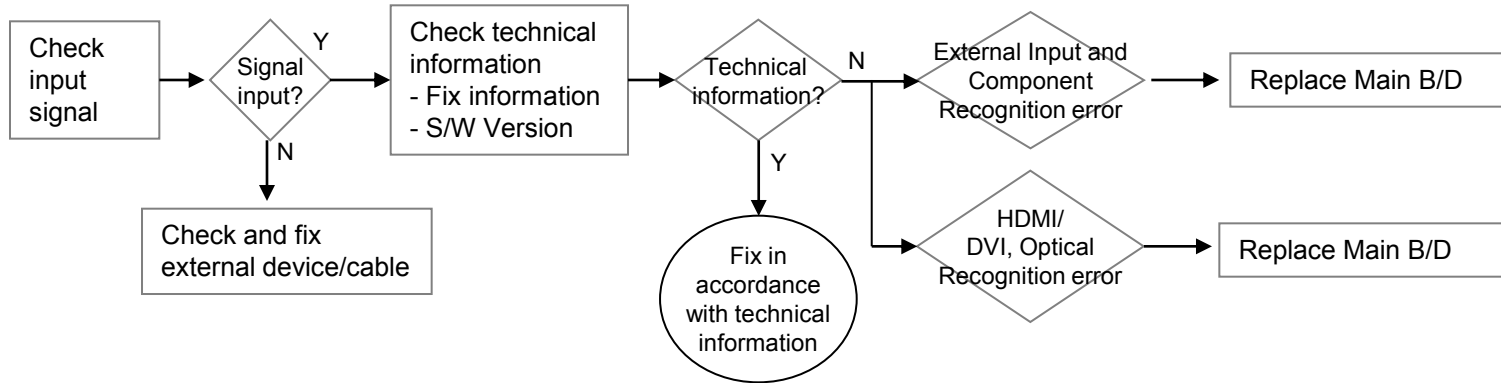 Check
input
signal
Signal
input?
Y
N
Check and fix
external device/cable
Check technical
information
- Fix information
- S/W Version
Technical
information?
N
Y
Fix in
accordance
with technical
information
External Input and
Component
Recognition error
Replace Main B/D
HDMI/
DVI, Optical
Recognition error
Replace Main B/D